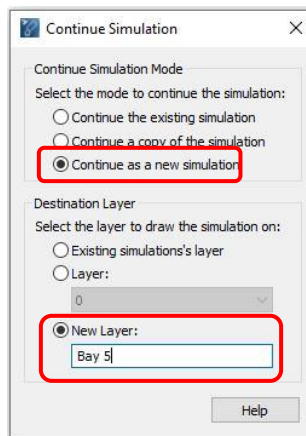 Continue Simulation
Continue Simulation Mode
Select the mode to continue the simulation:
Continue the existing simulation
Continue a copy of the simulation
Continue as a new simulation
Destination Layer
Select the layer to draw the simulation on:
Existing simulations's layer
Layer:
0
New Layer:
Bay 5
Help